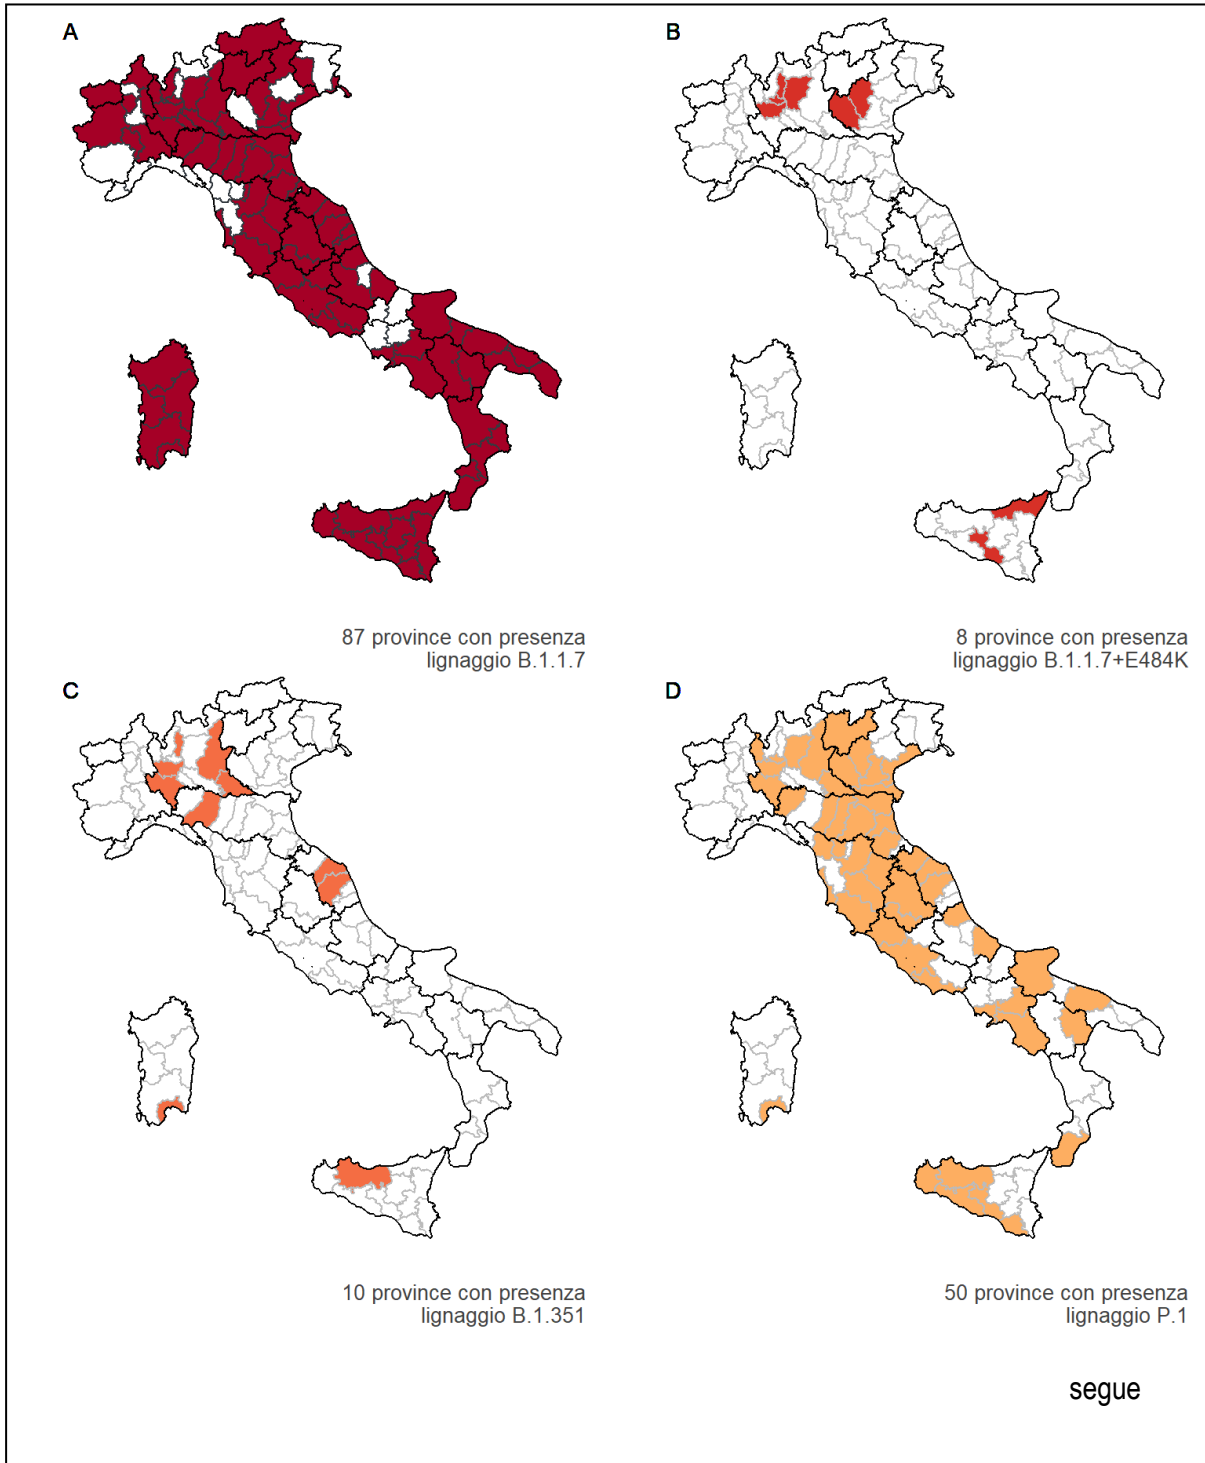 A
B
87 province con presenza
lignaggio B.1.1.7
8 province con presenza
lignaggio B.1.1.7+E484K
C
D
10 province con presenza
lignaggio B.1.351
50 province con presenza
lignaggio P.1
segue